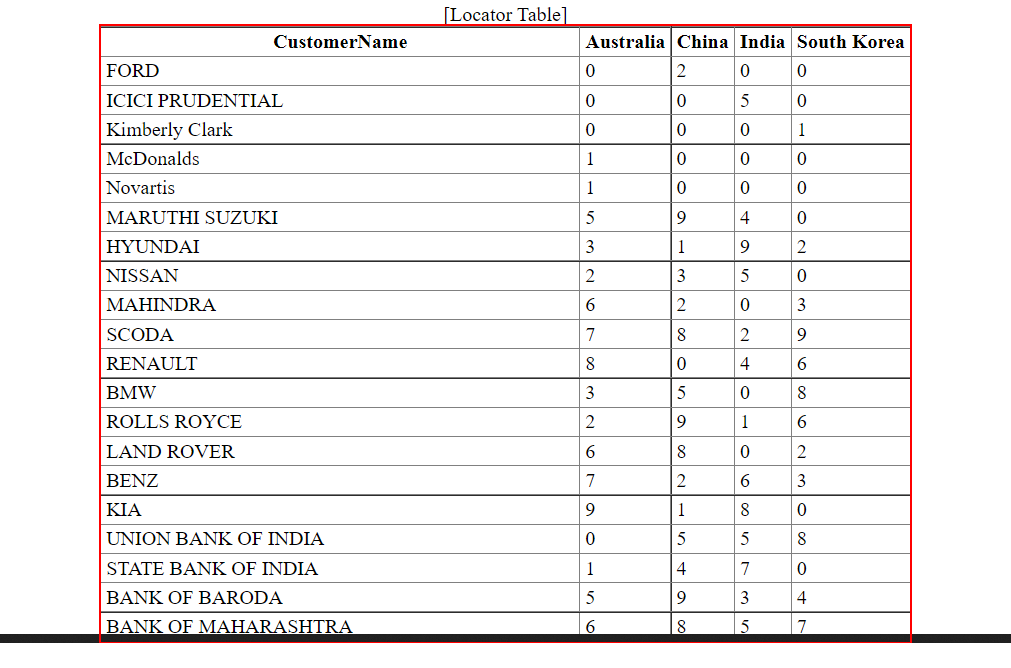 [Locator Table]
CustomerName Australia China India South Korea
FORD 0 2 0 0
ICICI PRUDENTIAL 0 0 5 0
Kimberly Clark 0 0 0 1
McDonalds 1 0 0 0
Novartis 1 0 0 0
MARUTHI SUZUKI 5 9 4 0
HYUNDAI 3 1 9 2
NISSAN 2 3 5 0
MAHINDRA 6 2 0 3
SCODA 7 8 2 9
RENAULT 8 0 4 6
BMW 3 5 0 8
ROLLS ROYCE 2 9 1 6
LAND ROVER 6 8 0 2
BENZ 7 2 6 3
KIA 9 1 8 0
UNION BANK OF INDIA 0 5 5 8
STATE BANK OF INDIA 1 4 7 0
BANK OF BARODA 5 9 3 4
BANK OF MAHARASHTRA 6 8 5 7